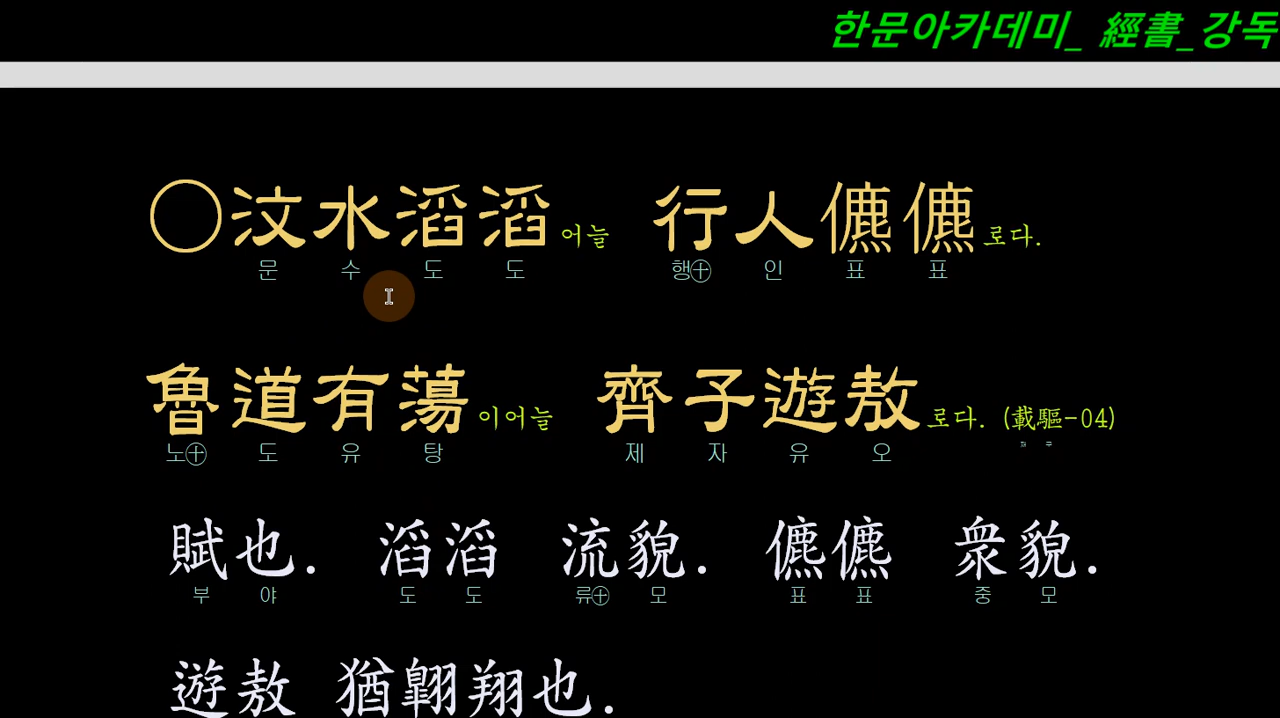 한문아카데미_ 經書_강독
〇汶水滔滔어늘 行人儦儦로다.
문 수 도 도 행㊉ 인 표 표
魯道有蕩이어늘 齊子遊敖로다. (載驅-04)
노㊉ 도 유 탕 제 자 유 오 재 구
賦也. 滔滔 流貌. 儦儦 衆貌.
부 야 도 도 류㊉ 모 표 표 중 모
遊敖 猶翶翔也.